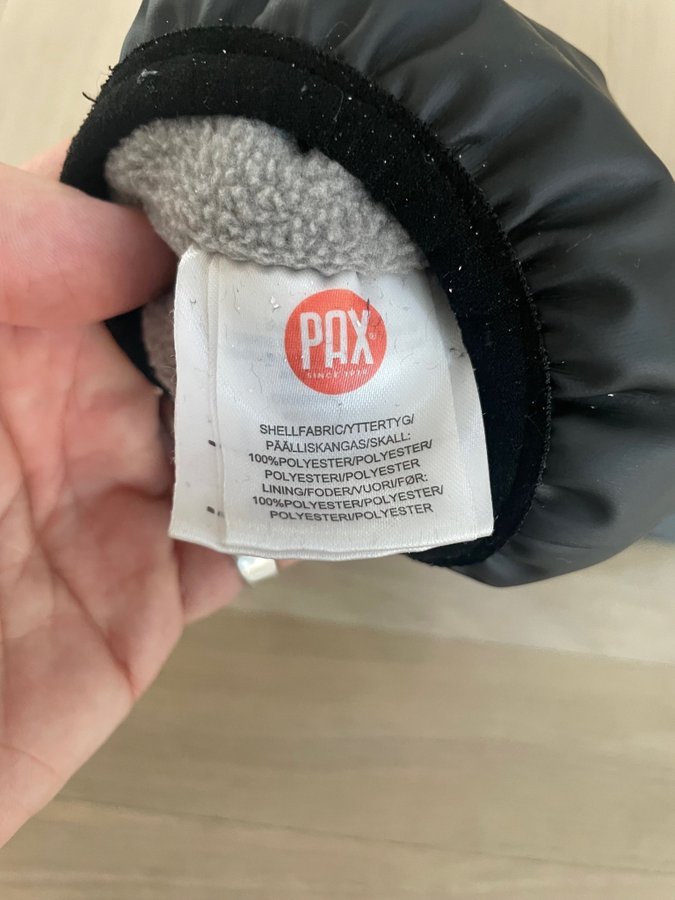 PAX®
SINCE 1919
SHELLFABRIC/YTTERTYG/
PÄÄLLISKANGAS/SKALL:
100%POLYESTER/POLYESTER/
POLYESTERI/POLYESTER
LINING/FODER/VUORI/FØR:
100%POLYESTER/POLYESTER/
POLYESTERI/POLYESTER